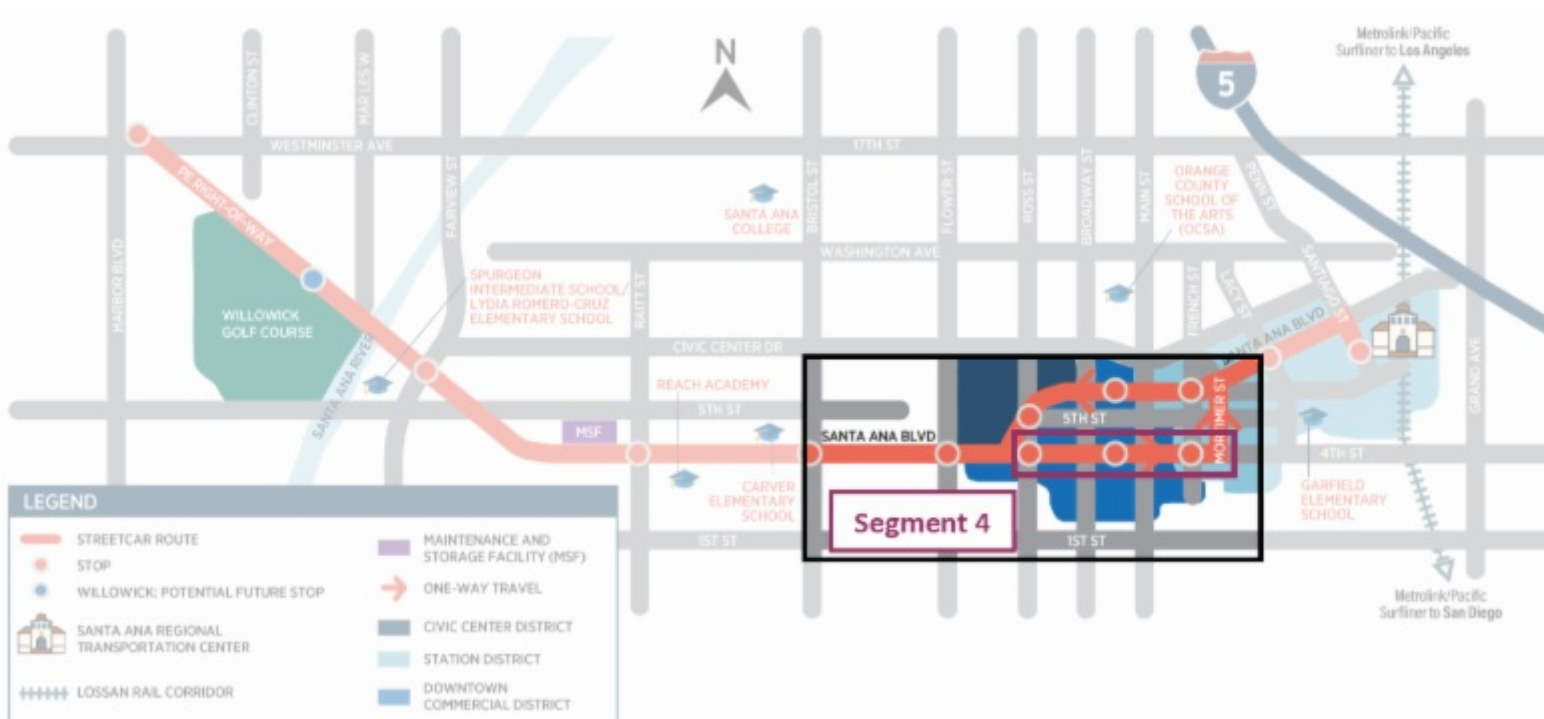 Metrolink/Pacific
Surfliner to Los Angeles
N
5
CLINTON ST
MAR LES W
WESTMINSTER AVE
17TH ST
PE RIGHT-OF-WAY
FAIRVIEW ST
BRISTOL ST
FLOWER ST
ROSS ST
BROADWAY ST
MAIN ST
PENN ST
ORANGE
COUNTY
SCHOOL OF
THE ARTS
(OCSA)
SANTA ANA
COLLEGE
WASHINGTON AVE
HARBOR BLVD
SPURGEON
INTERMEDIATE SCHOOL/
LYDIA ROMERO-CRUZ
ELEMENTARY SCHOOL
RAITT ST
FRENCH ST
LACY ST
SANTIAGO ST
WILLOWICK
GOLF COURSE
SANTA ANA RIVER
CIVIC CENTER DR
SANTA ANA BLVD
GRAND AVE
REACH ACADEMY
5TH ST
5TH ST
MORTIMER ST
MSF
SANTA ANA BLVD
4TH ST
CARVER
ELEMENTARY
SCHOOL
GARFIELD
ELEMENTARY
SCHOOL
Segment 4
1ST ST
1ST ST
Metrolink/Pacific
Surfliner to San Diego
LEGEND
STREETCAR ROUTE
STOP
WILLOWICK: POTENTIAL FUTURE STOP
SANTA ANA REGIONAL
TRANSPORTATION CENTER
LOSSAN RAIL CORRIDOR
MAINTENANCE AND
STORAGE FACILITY (MSF)
ONE-WAY TRAVEL
CIVIC CENTER DISTRICT
STATION DISTRICT
DOWNTOWN
COMMERCIAL DISTRICT